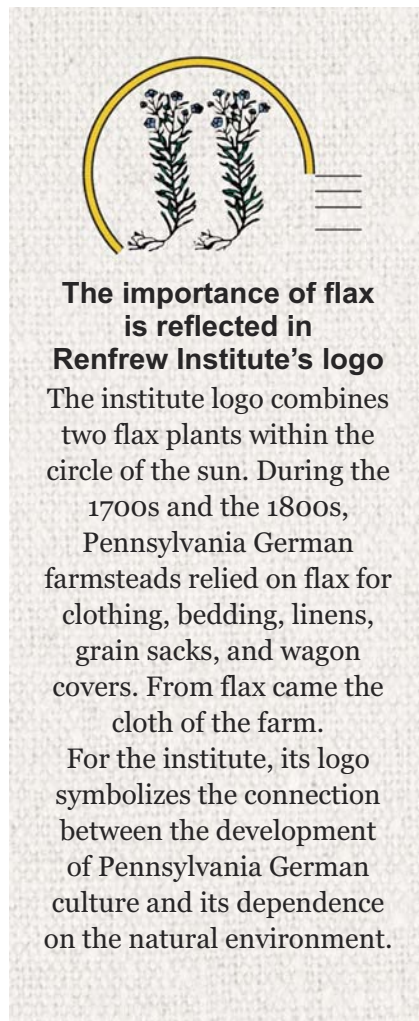 The importance of flax
is reflected in
Renfrew Institute’s logo
The institute logo combines
two flax plants within the
circle of the sun. During the
1700s and the 1800s,
Pennsylvania German
farmsteads relied on flax for
clothing, bedding, linens,
grain sacks, and wagon
covers. From flax came the
cloth of the farm.
For the institute, its logo
symbolizes the connection
between the development
of Pennsylvania German
culture and its dependence
on the natural environment.